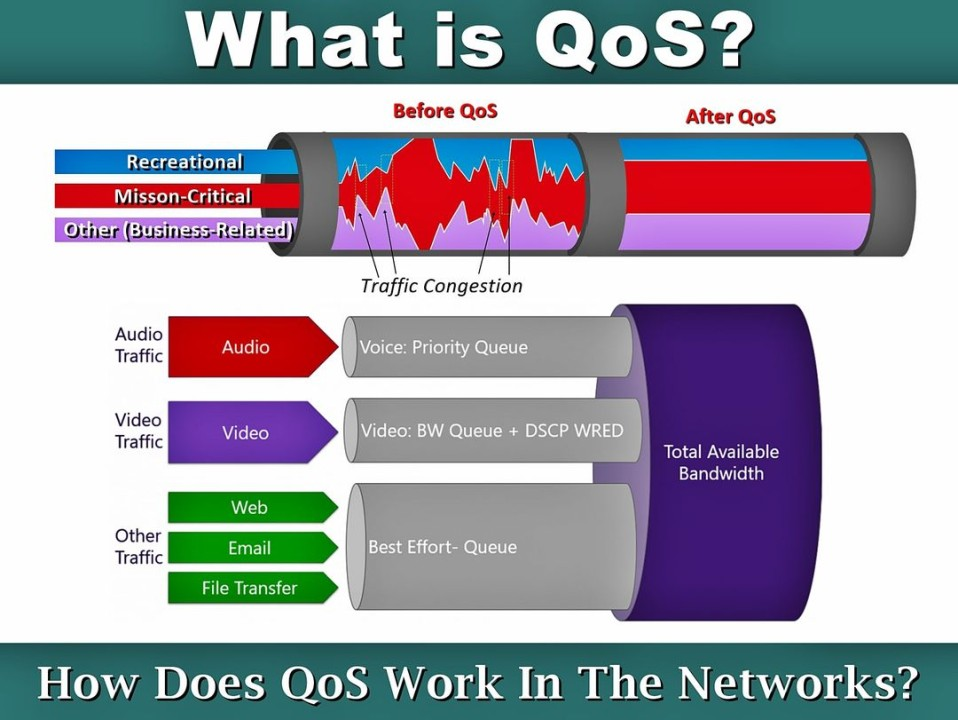 What is QoS?
Before QoS
After QoS
Recreational
Misson-Critical
Other (Business-Related)
Traffic Congestion
Audio
Traffic
Audio
Voice: Priority Queue
Video
Traffic
Video
Video: BW Queue + DSCP WRED
Total Available
Bandwidth
Other
Traffic
Web
Email
File Transfer
Best Effort- Queue
How Does QoS Work In The Networks?